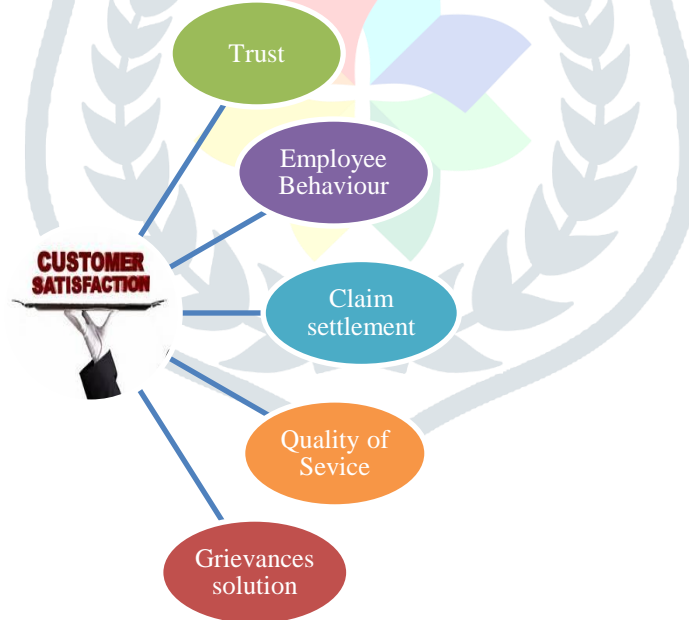 Trust
Employee
Behaviour
CUSTOMER
SATISFACTION
Claim
settlement
Quality of
Sevice
Grievances
solution